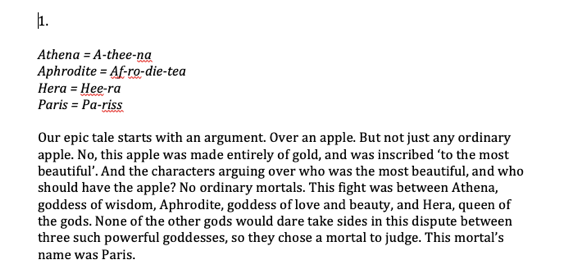 1.
Athena = A-thee-na
Aphrodite = Af-ro-die-tea
Hera = Hee-ra
Paris = Pa-riss
Our epic tale starts with an argument. Over an apple. But not just any ordinary
apple. No, this apple was made entirely of gold, and was inscribed ‘to the most
beautiful’. And the characters arguing over who was the most beautiful, and who
should have the apple? No ordinary mortals. This fight was between Athena,
goddess of wisdom, Aphrodite, goddess of love and beauty, and Hera, queen of
the gods. None of the other gods would dare take sides in this dispute between
three such powerful goddesses, so they chose a mortal to judge. This mortal’s
name was Paris.